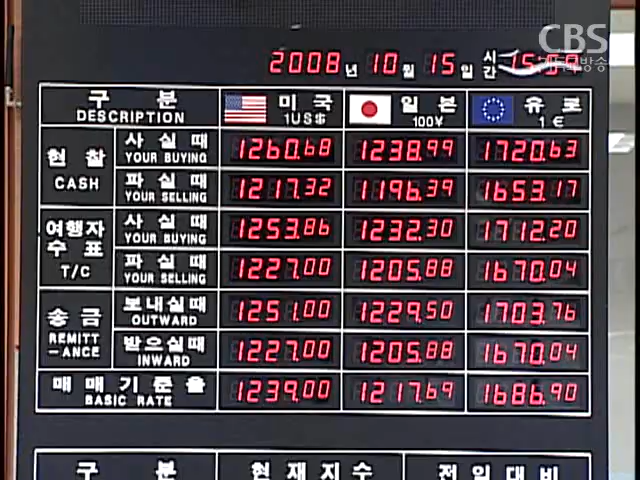 CBS
2008 년 10 월 15 일 시간
구 분 미 국 일 본 유 로
DESCRIPTION 1US$ 100¥ 1 €
현 찰 사 실 때 1260.68 1238.99 1720.63
CASH YOUR BUYING
파 실 때 1217.32 1196.39 1653.17
YOUR SELLING
여행자 수 표 사 실 때 1253.86 1232.30 1712.20
T/C YOUR BUYING
파 실 때 1227.00 1205.88 1670.04
YOUR SELLING
송 금 보내실때 1251.00 1229.50 1703.76
REMITT-ANCE OUTWARD
받으실때 1227.00 1205.88 1670.04
INWARD
매 매 기 준 율 1239.00 1217.69 1686.90
BASIC RATE
구 분 현 재 지 수 전 일 대 비